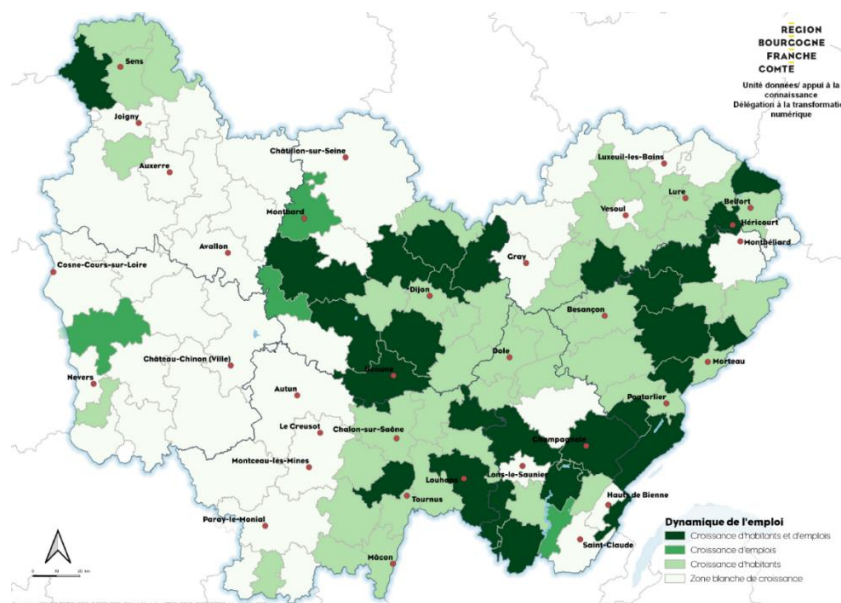 REGION
BOURGOGNE
FRANCHE
COMTE
Unité données/ appui à la
connaissance
Délégation à la transformatio
numérique
Sens
Joigny
Auxerre
Châtillon-sur-Seine
Montbard
Avallon
Cosne-Cours-sur-Loire
Luxeuil-les-Bains
Lure
Vesoul
Belfort
Héricourt
Montbéliard
Gray
Dijon
Besançon
Dole
Morteau
Château-Chinon (Ville)
Nevers
Beaune
Autun
Pontarlier
Le Creusot
Chalon-sur-Saône
Champagnole
Montceau-les-Mines
Louhans
Lons-le-Saunier
Tournus
Hauts de Bienne
Paray-le-Monial
Saint-Claude
Mâcon
Dynamique de l'emploi
Croissance d'habitants et d'emplois
Croissance d'emplois
Croissance d'habitants
Zone blanche de croissance